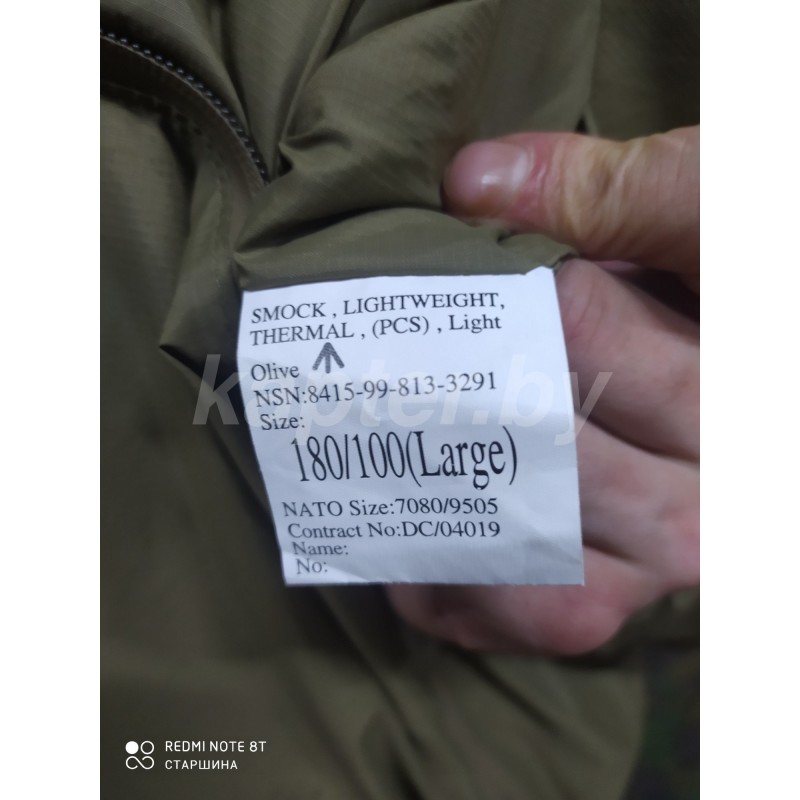 SMOCK , LIGHTWEIGHT,
THERMAL , (PCS) , Light
Olive
NSN:8415-99-813-3291
Size:
180/100(Large)
NATO Size:7080/9505
Contract No:DC/04019
Name:
No:
kapter.by
REDMI NOTE 8T
СТАРШИНА